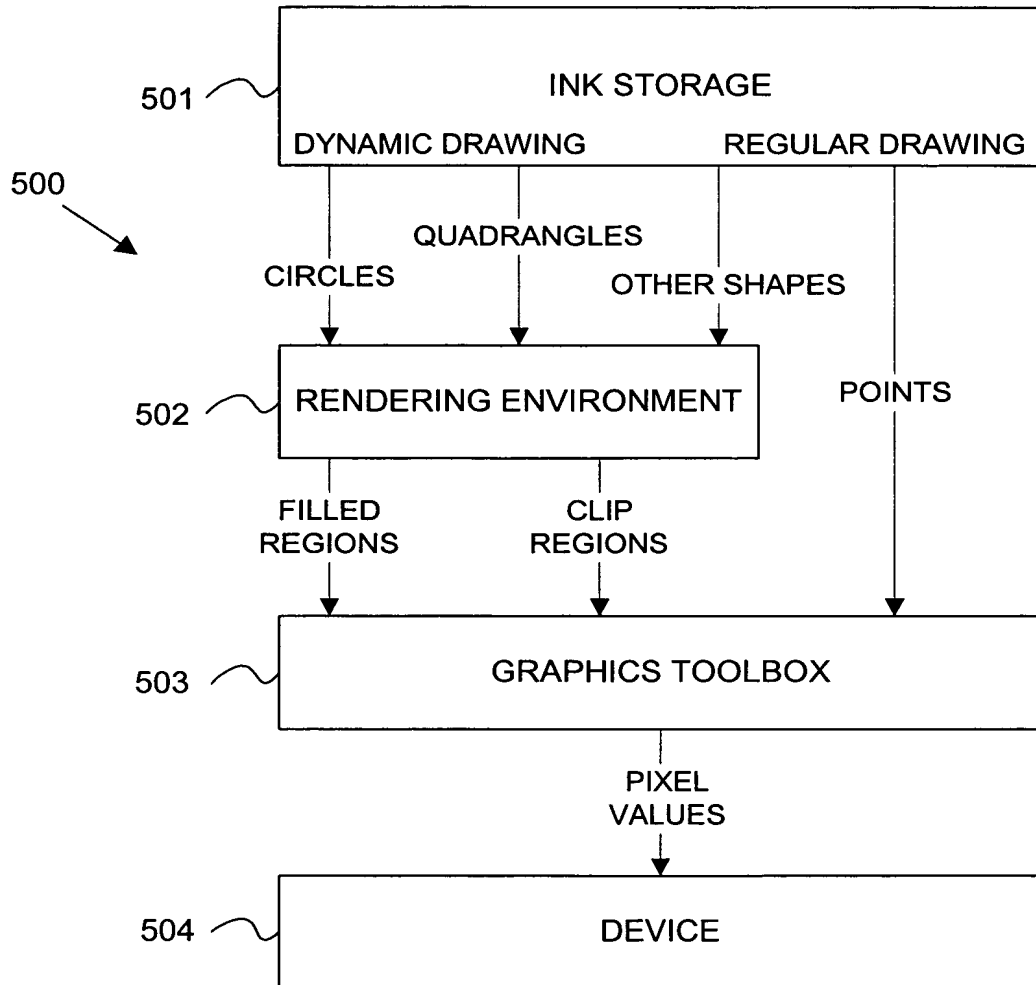 INK STORAGE
501
DYNAMIC DRAWING
REGULAR DRAWING
500
QUADRANGLES
CIRCLES
OTHER SHAPES
502
RENDERING ENVIRONMENT
POINTS
FILLED
REGIONS
CLIP
REGIONS
503
GRAPHICS TOOLBOX
PIXEL
VALUES
504
DEVICE